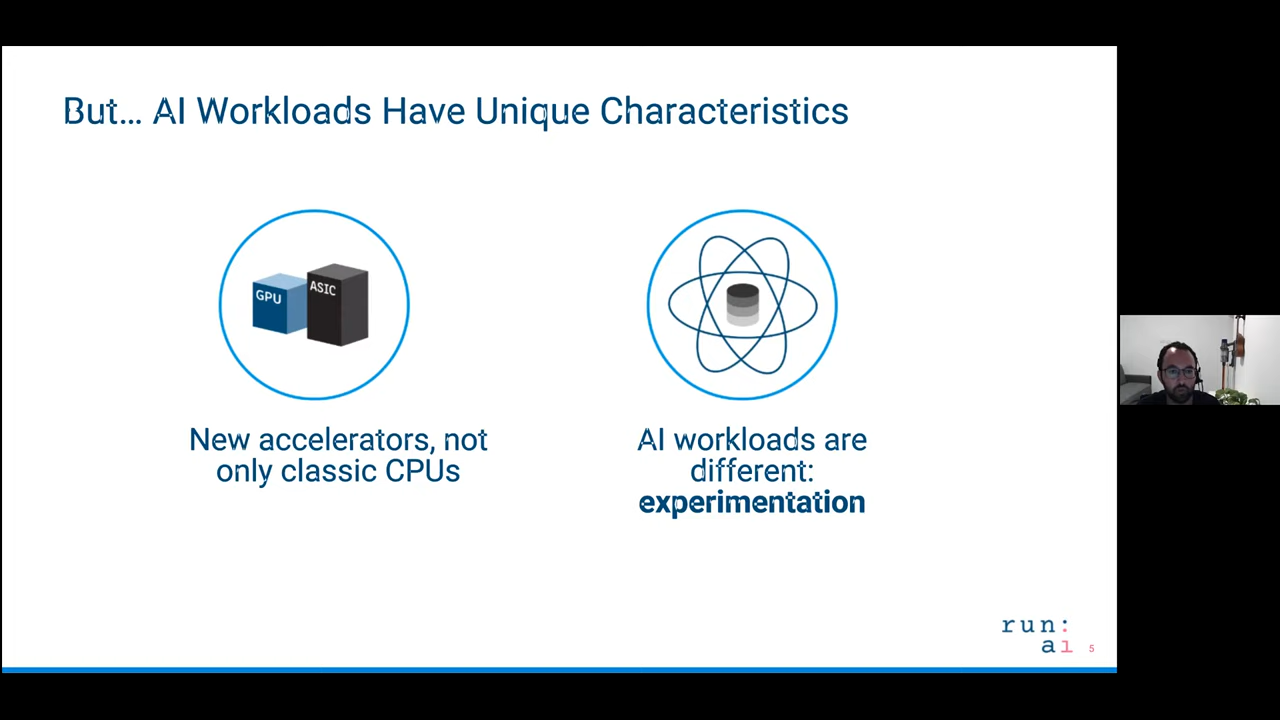 But... AI Workloads Have Unique Characteristics
GPU
ASIC
New accelerators, not
only classic CPUs
AI workloads are
different:
experimentation
run:
ai
5